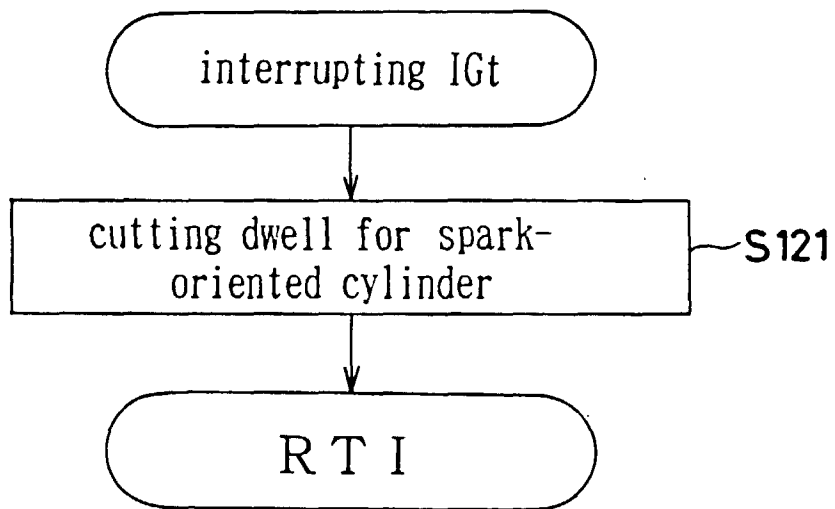 interrupting IGt
cutting dwell for spark-
oriented cylinder
S121
RTI